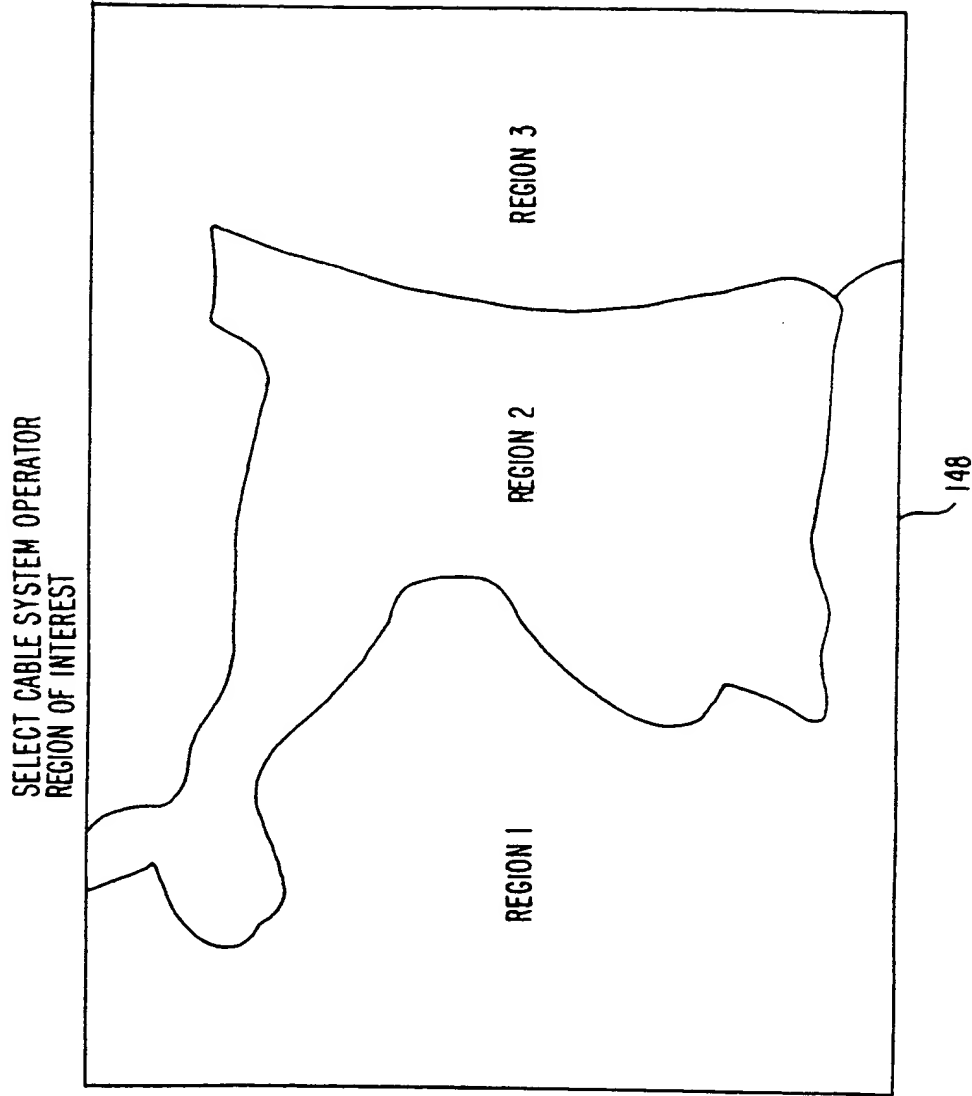 SELECT CABLE SYSTEM OPERATOR
REGION OF INTEREST
REGION 1
REGION 2
REGION 3
148